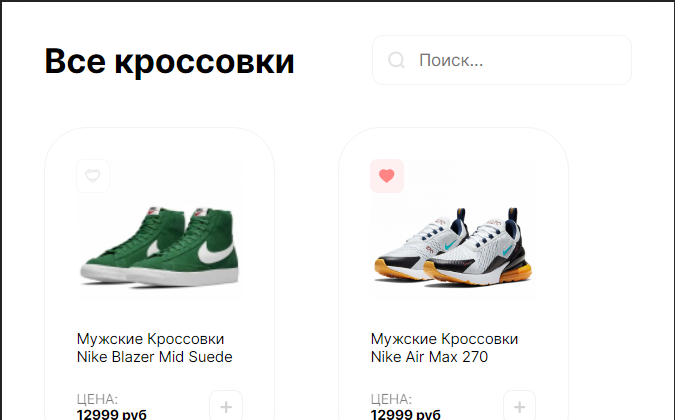 Все кроссовки
Поиск...
Мужские Кроссовки
Nike Blazer Mid Suede
ЦЕНА:
12999 руб
Мужские Кроссовки
Nike Air Max 270
ЦЕНА:
12999 руб